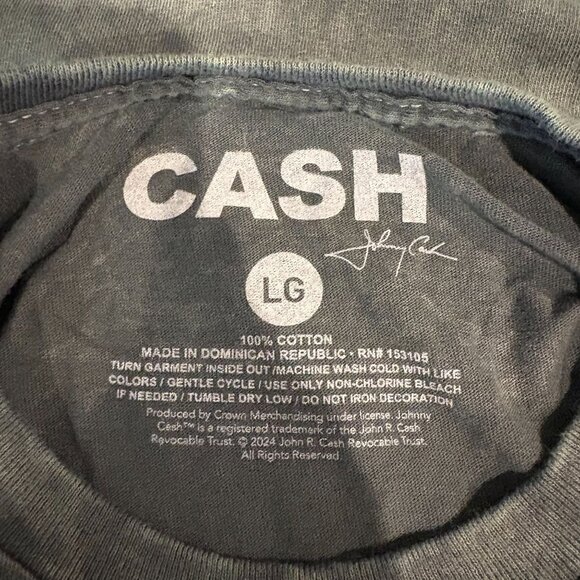 CASH
Johnny Cash
LG
100% COTTON
MADE IN DOMINICAN REPUBLIC • RN# 153105
TURN GARMENT INSIDE OUT /MACHINE WASH COLD WITH LIKE
COLORS / GENTLE CYCLE / USE ONLY NON-CHLORINE BLEACH
IF NEEDED / TUMBLE DRY LOW / DO NOT IRON DECORATION
Produced by Crown Merchandising under license. Johnny
Cash™ is a registered trademark of the John R. Cash
Revocable Trust. © 2024 John R. Cash Revocable Trust.
All Rights Reserved.